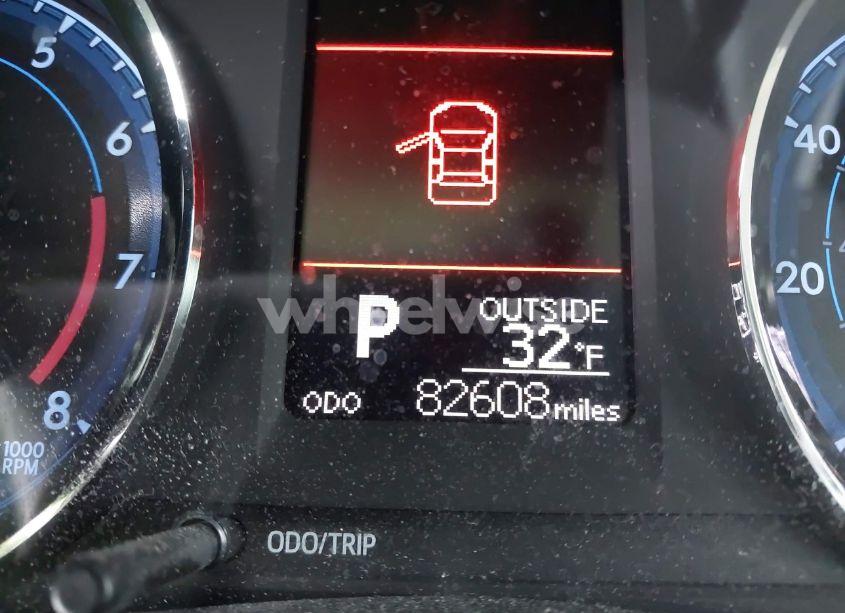 5
6
7
8
1000
RPM
40
20
P
OUTSIDE
32°F
ODO 82608 miles
ODO/TRIP